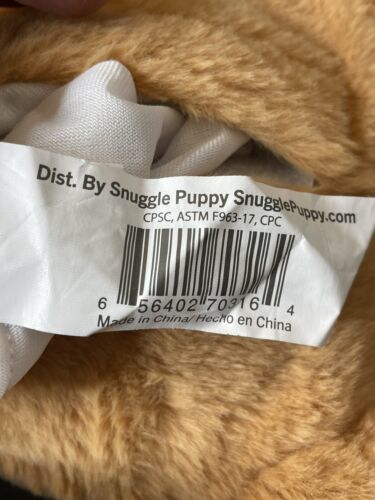 Dist. By Snuggle Puppy SnugglePuppy.com
CPSC, ASTM F963-17, CPC
6 56402 70316 4
Made in China/ Hecho en China